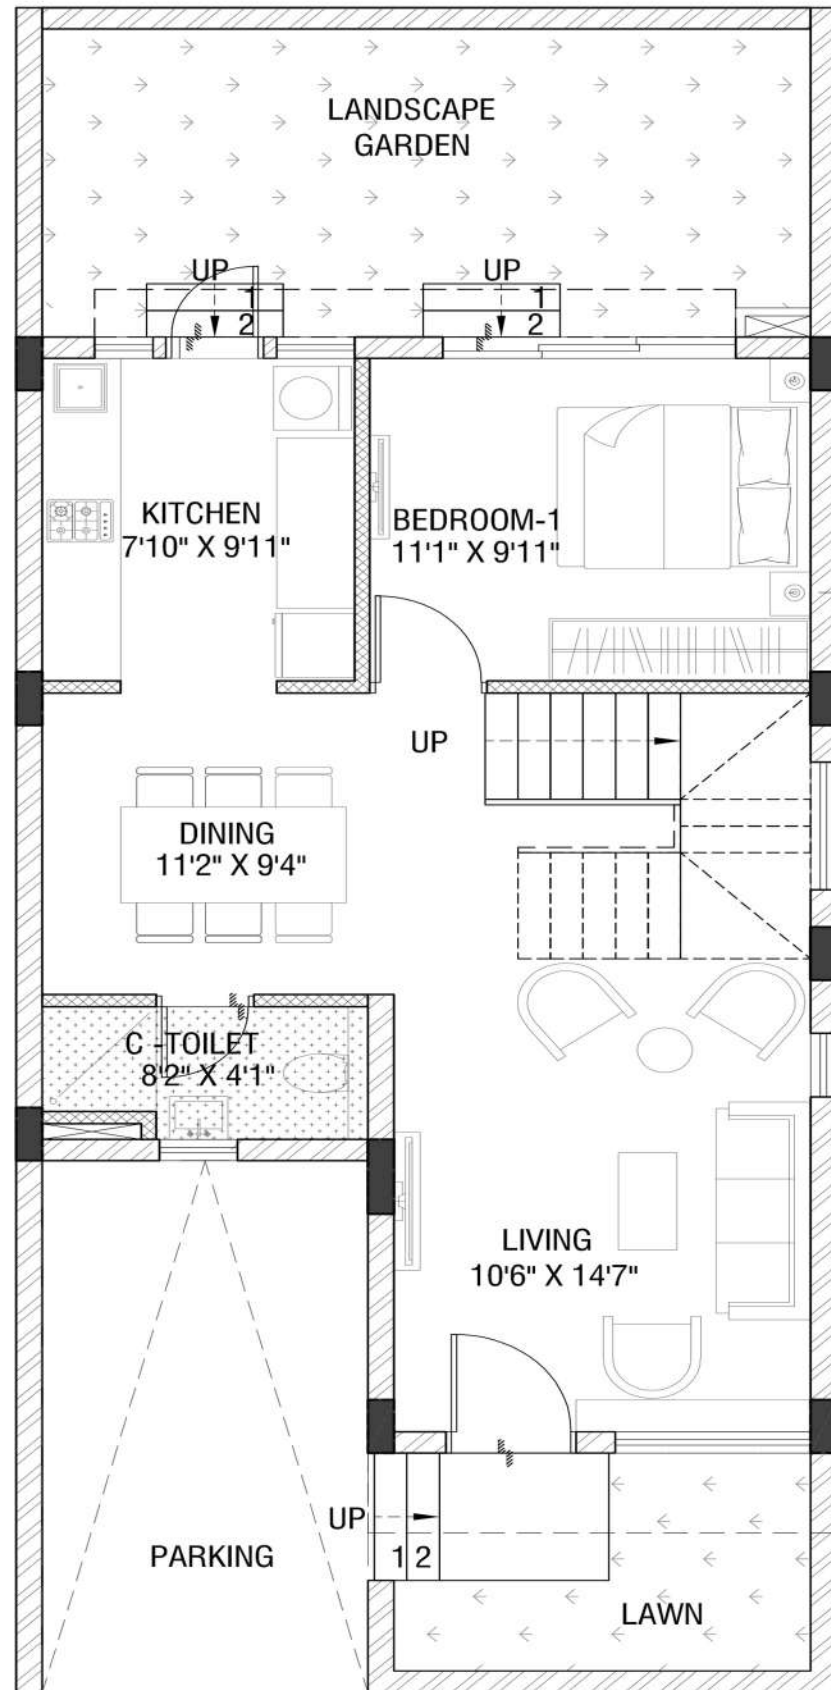 LANDSCAPE
GARDEN
UP
1
2
UP
1
2
KITCHEN
7'10" X 9'11"
BEDROOM-1
11'1" X 9'11"
UP
DINING
11'2" X 9'4"
C -TOILET
8'2" X 4'1"
LIVING
10'6" X 14'7"
UP
1 2
PARKING
LAWN